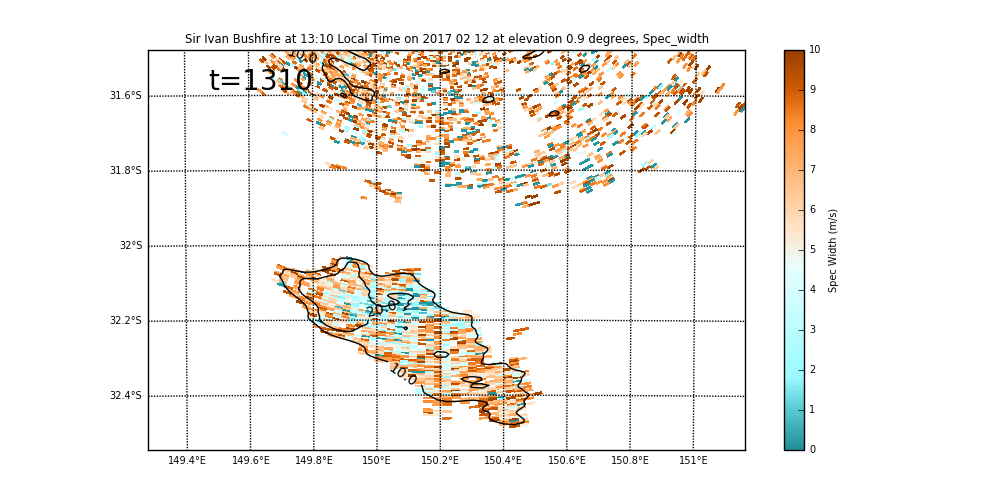 Sir Ivan Bushfire at 13:10 Local Time on 2017 02 12 at elevation 0.9 degrees, Spec_width
t=1310
10.0
31.6°S
31.8°S
32°S
32.2°S
32.4°S
20.0
10.0
149.4°E 149.6°E 149.8°E 150°E 150.2°E 150.4°E 150.6°E 150.8°E 151°E
10
9
8
7
6
5
4
3
2
1
0
Spec Width (m/s)